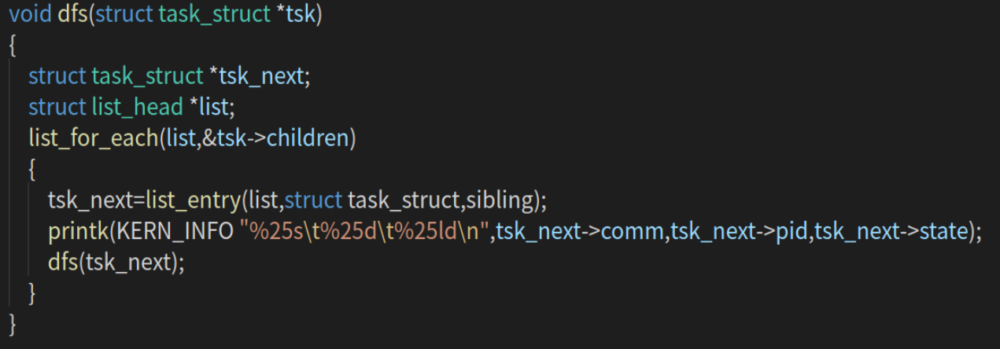 void dfs(struct task_struct *tsk)
{
struct task_struct *tsk_next;
struct list_head *list;
list_for_each(list,&tsk->children)
{
tsk_next=list_entry(list,struct task_struct,sibling);
printk(KERN_INFO "%25s\t%25d\t%25ld\n",tsk_next->comm,tsk_next->pid,tsk_next->state);
dfs(tsk_next);
}
}